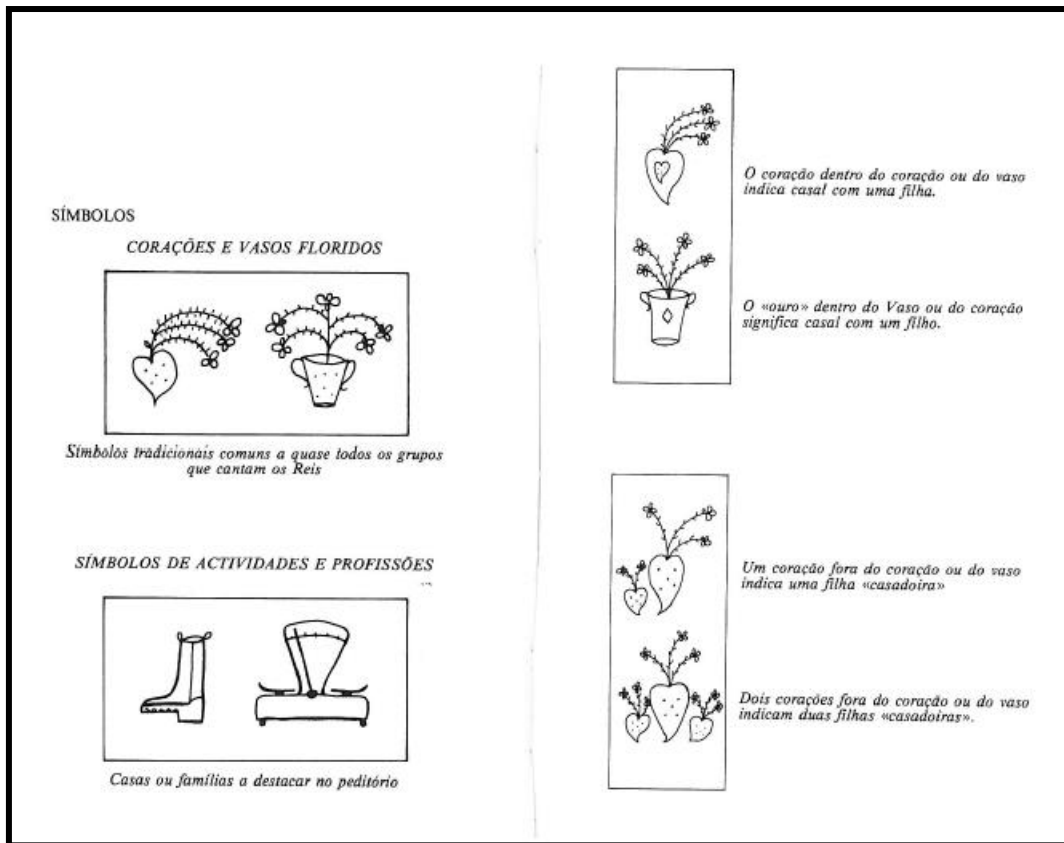 SÍMBOLOS
CORAÇÕES E VASOS FLORIDOS
Símbolos tradicionais comuns a quase todos os grupos
que cantam os Reis
SÍMBOLOS DE ACTIVIDADES E PROFISSÕES
Casas ou famílias a destacar no peditório
O coração dentro do coração ou do vaso
indica casal com uma filha.
O «ouro» dentro do Vaso ou do coração
significa casal com um filho.
Um coração fora do coração ou do vaso
indica uma filha «casadoira»
Dois corações fora do coração ou do vaso
indicam duas filhas «casadoiras».